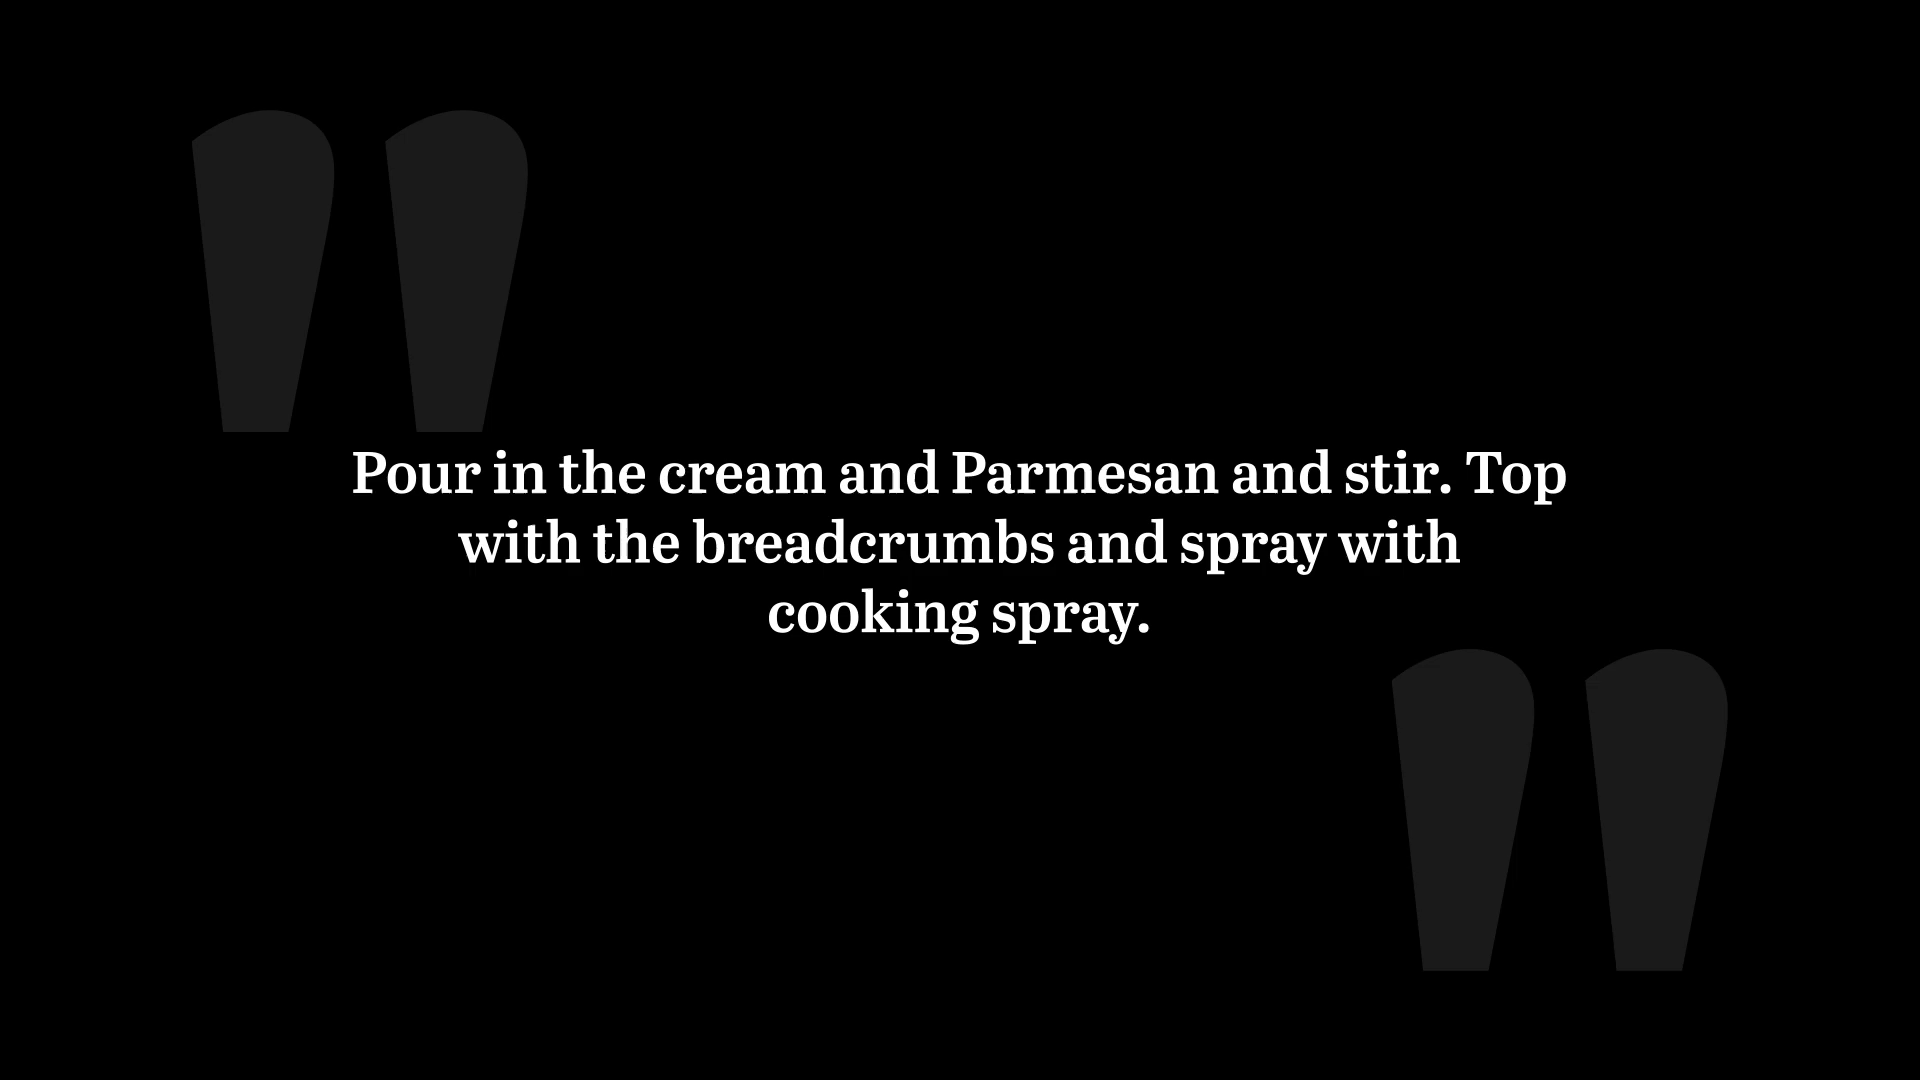 Pour in the cream and Parmesan and stir. Top
with the breadcrumbs and spray with
cooking spray.